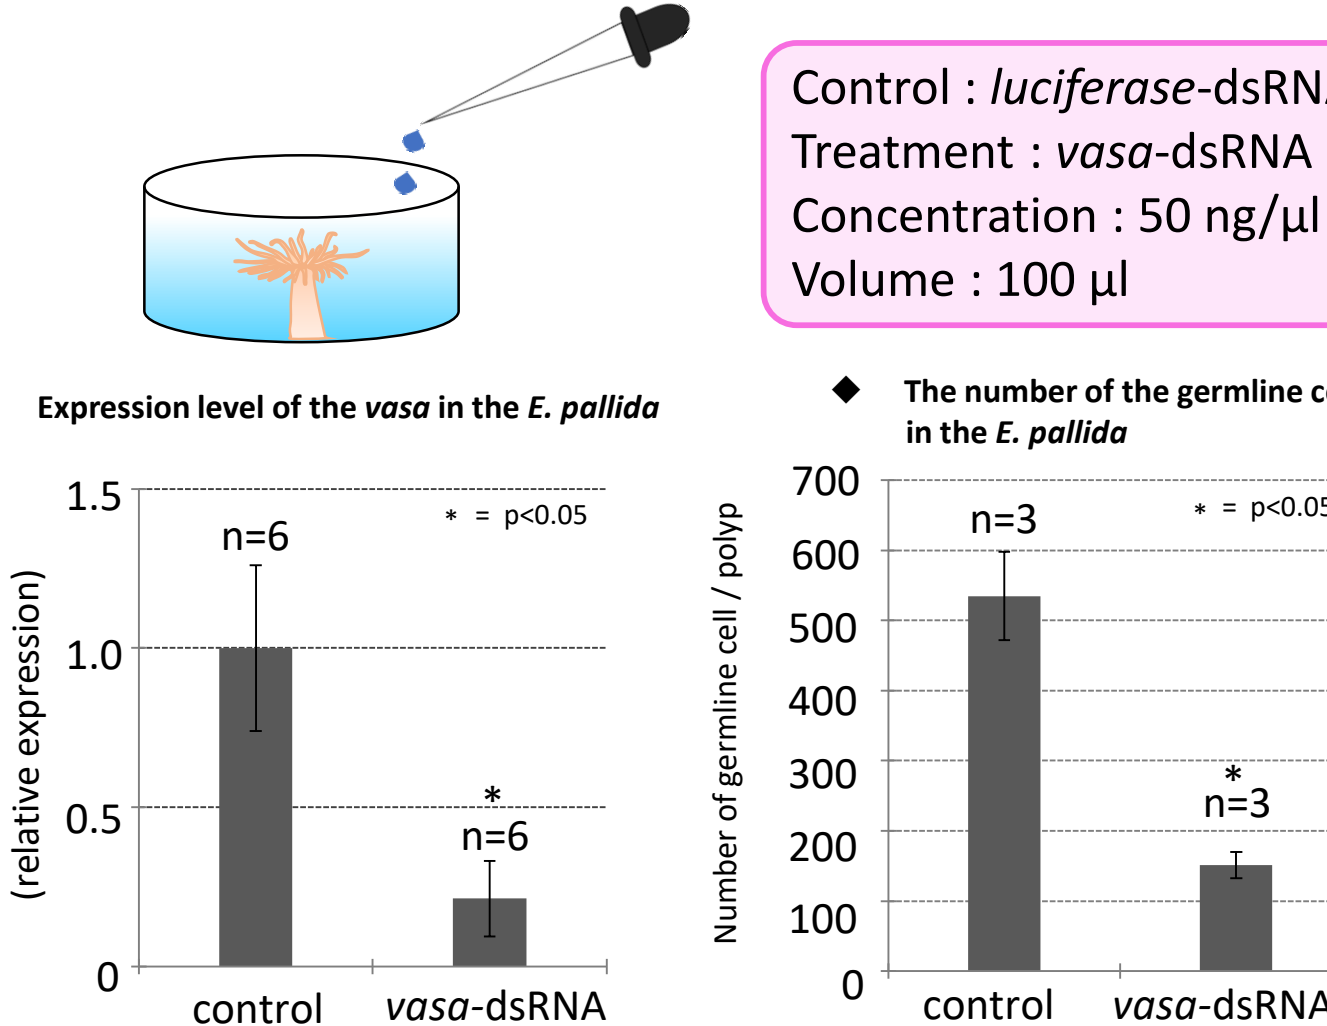 Control : luciferase-dsRNA
Treatment : vasa-dsRNA
Concentration : 50 ng/μl
Volume : 100 μl
Expression level of the vasa in the E. pallida
1.5
1.0
0.5
0
(relative expression)
* = p<0.05
n=6
*
n=6
control
vasa-dsRNA
◆ The number of the germline
in the E. pallida
700
600
500
400
300
200
100
0
Number of germline cell / polyp
* = p<0.05
n=3
*
n=3
control
vasa-dsRNA